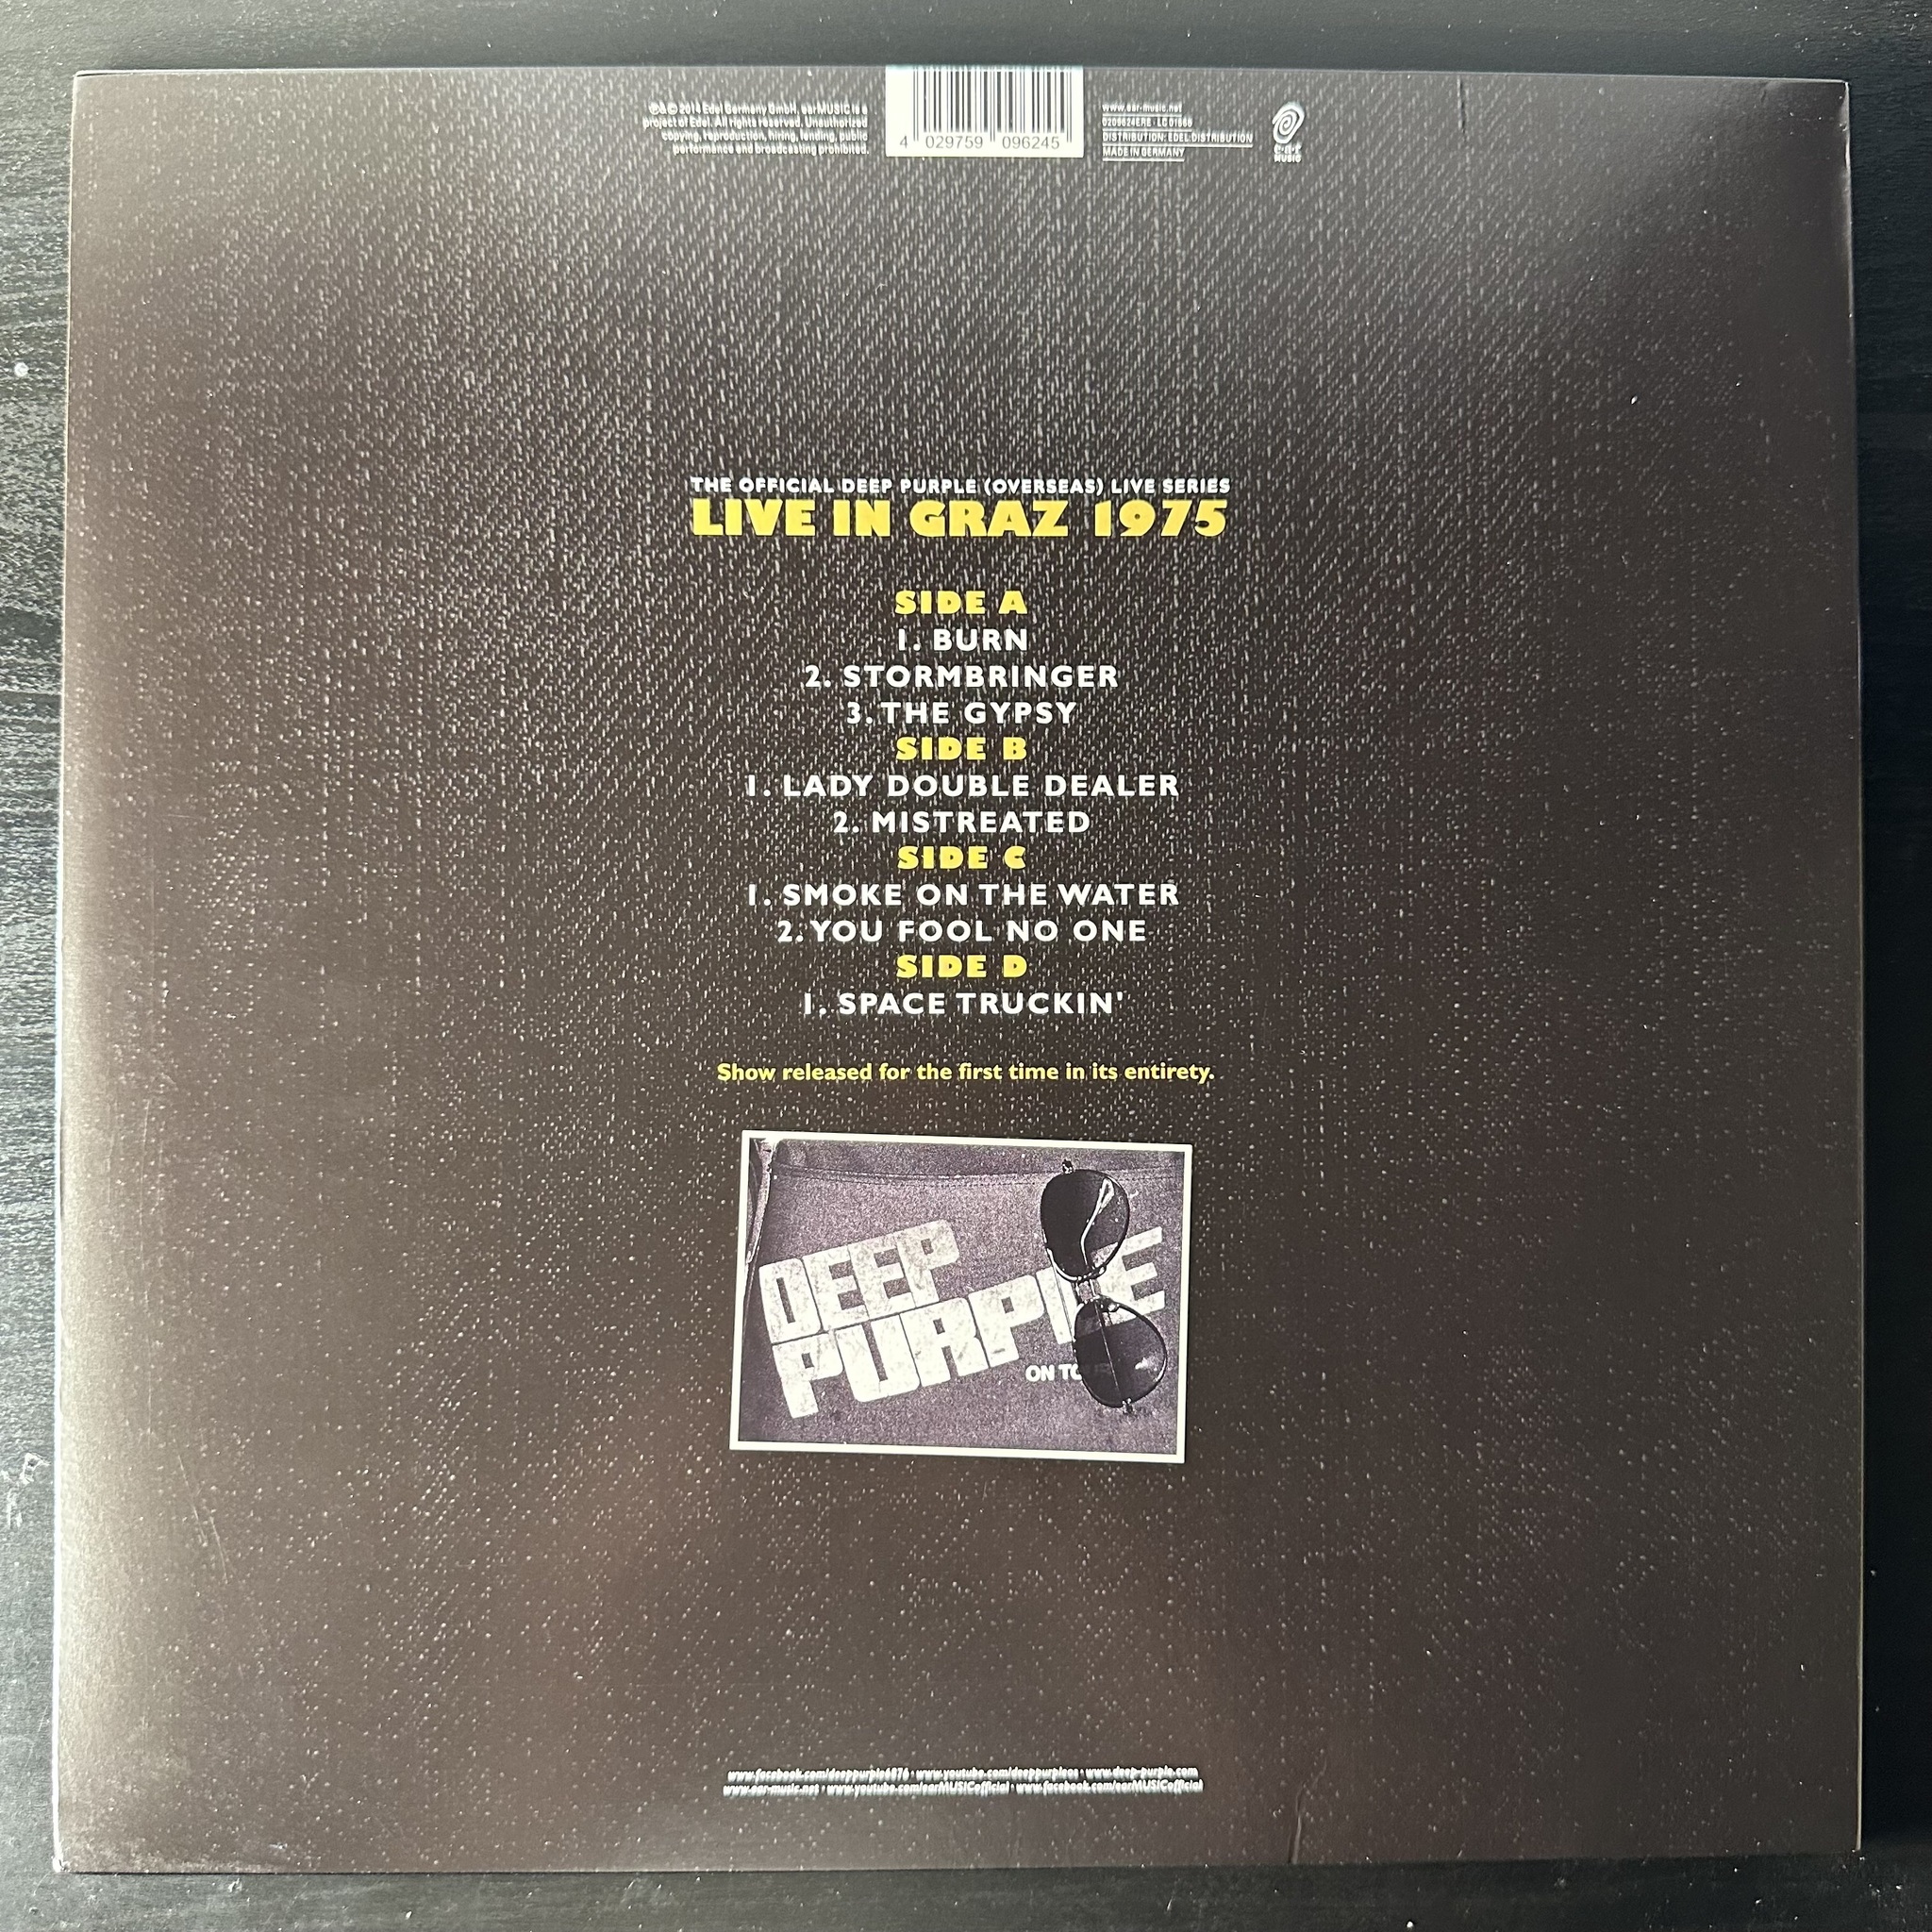 ℗&© 2014 Edel Germany GmbH. earMUSIC is a
project of Edel. All rights reserved. Unauthorized
copying, reproduction, hiring, lending, public
performance and broadcasting prohibited.
4 029759 096245
www.ear-music.net
0209624ERE · LC 01666
DISTRIBUTION: EDEL DISTRIBUTION
MADE IN GERMANY
e·a·r
MUSIC
THE OFFICIAL DEEP PURPLE (OVERSEAS) LIVE SERIES
LIVE IN GRAZ 1975
SIDE A
1. BURN
2. STORMBRINGER
3. THE GYPSY
SIDE B
1. LADY DOUBLE DEALER
2. MISTREATED
SIDE C
1. SMOKE ON THE WATER
2. YOU FOOL NO ONE
SIDE D
1. SPACE TRUCKIN'
Show released for the first time in its entirety.
DEEP
PURPLE
ON TO
www.facebook.com/deeppurple6876 · www.youtube.com/deeppurpleos · www.deep-purple.com
www.ear-music.net · www.youtube.com/earMUSICofficial · www.facebook.com/earMUSICofficial